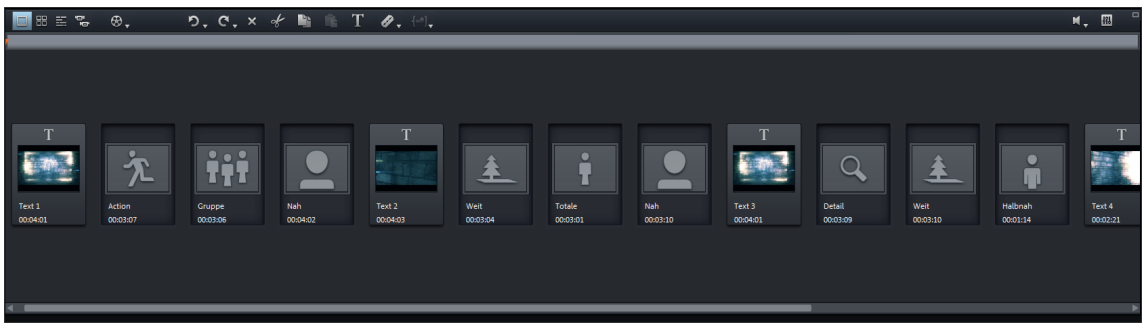 T
T
T
T
T
Text 1
00:04:01
Action
00:03:07
Gruppe
00:03:06
Nah
00:04:02
Text 2
00:04:03
Weit
00:03:04
Totale
00:03:01
Nah
00:03:10
Text 3
00:04:01
Detail
00:03:09
Weit
00:03:10
Halbnah
00:01:14
Text 4
00:02:21